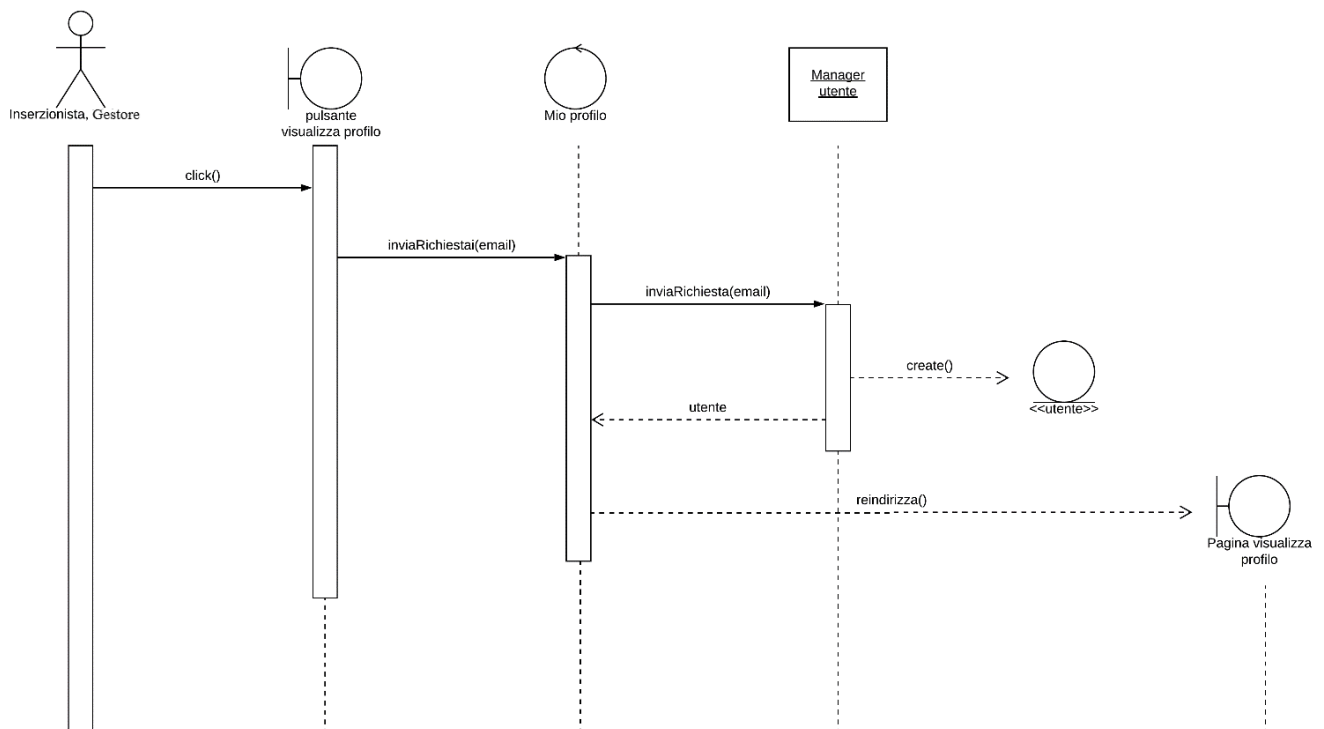 Inserzionista, Gestore
pulsante
visualizza profilo
Mio profilo
Manager
utente
click()
inviaRichiestai(email)
inviaRichiesta(email)
create()
<<utente>>
utente
reindirizza()
Pagina visualizza
profilo